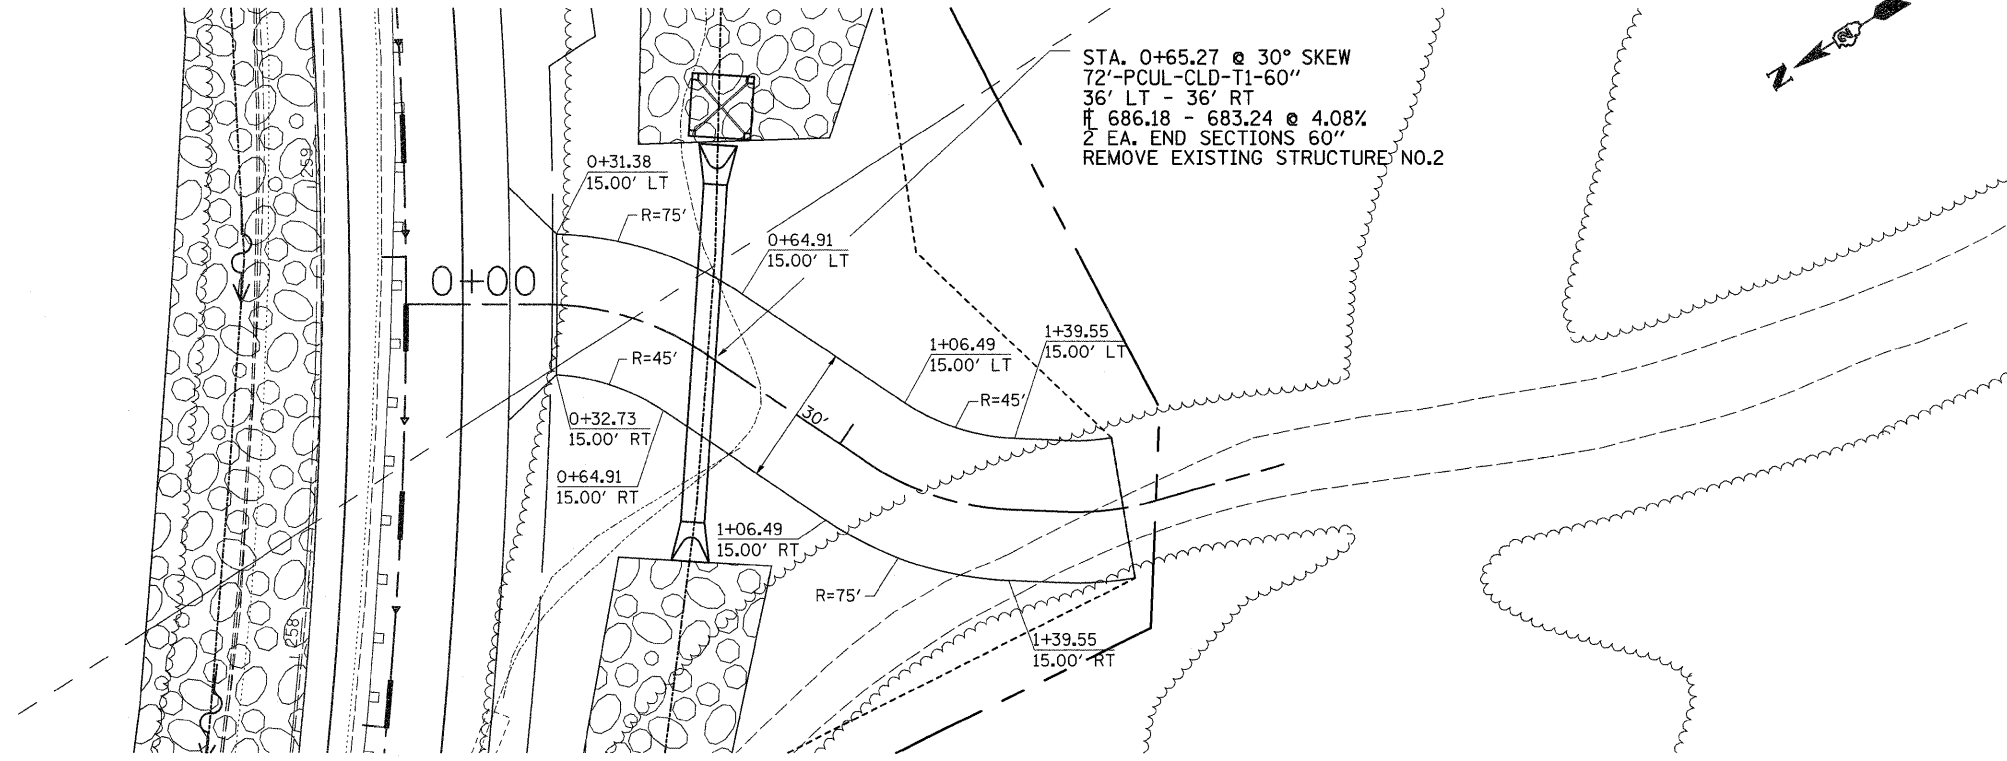 STA. 0+65.27 @ 30° SKEW
72'-PCUL-CLD-T1-60"
36' LT - 36' RT
FL 686.18 - 683.24 @ 4.08%
2 EA. END SECTIONS 60"
REMOVE EXISTING STRUCTURE NO.2
N
259
0+31.38
15.00' LT
R=75'
0+64.91
15.00' LT
0+00
1+39.55
15.00' LT
1+06.49
15.00' LT
R=45'
R=45'
30'
0+32.73
15.00' RT
0+64.91
15.00' RT
1+06.49
15.00' RT
R=75'
258
1+39.55
15.00' RT